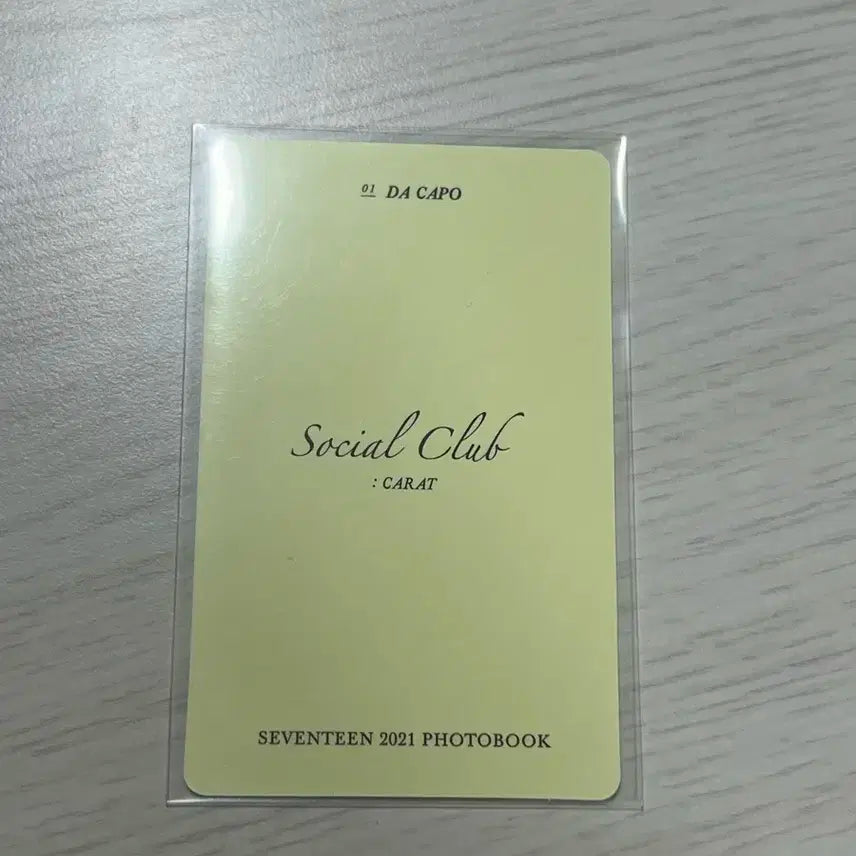 01 DA CAPO
Social Club
: CARAT
SEVENTEEN 2021 PHOTOBOOK